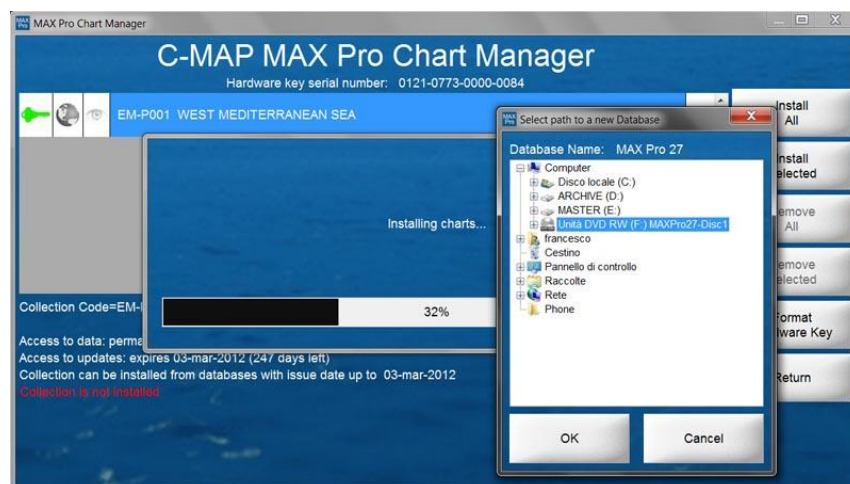 MAX Pro Chart Manager
C-MAP MAX Pro Chart Manager
Hardware key serial number: 0121-0773-0000-0084
EM-P001 WEST MEDITERRANEAN SEA
Installing charts...
32%
Collection Code=EM-
Access to data: perma
Access to updates: expires 03-mar-2012 (247 days left)
Collection can be installed from databases with issue date up to 03-mar-2012
Collection is not installed
MAX Pro
Select path to a new Database
Database Name: MAX Pro 27
Computer
Disco locale (C:)
ARCHIVE (D:)
MASTER (E:)
Unità DVD RW (F:) MAXPro27-Disc1
francesco
Cestino
Pannello di controllo
Raccolte
Rete
Phone
OK
Cancel
Install
All
nstall
elected
emove
All
emove
elected
Format
ware Key
Return